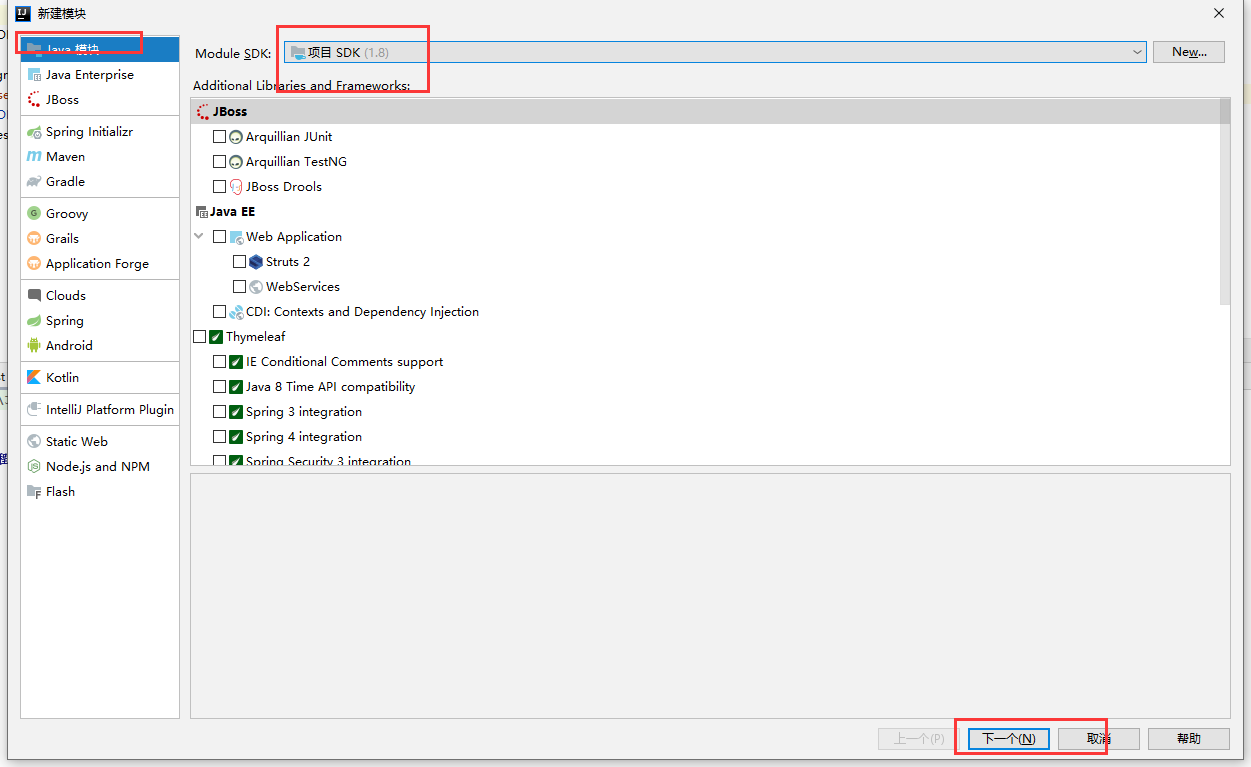 新建模块
Java 模块
Java Enterprise
JBoss
Spring Initializr
Maven
Gradle
Groovy
Grails
Application Forge
Clouds
Spring
Android
Kotlin
IntelliJ Platform Plugin
Static Web
Node.js and NPM
Flash
Module SDK: 项目 SDK (1.8) New...
Additional Libraries and Frameworks:
JBoss
Arquillian JUnit
Arquillian TestNG
JBoss Drools
Java EE
Web Application
Struts 2
WebServices
CDI: Contexts and Dependency Injection
Thymeleaf
IE Conditional Comments support
Java 8 Time API compatibility
Spring 3 integration
Spring 4 integration
Spring Security 3 integration
上一个(P) 下一个(N) 取消 帮助